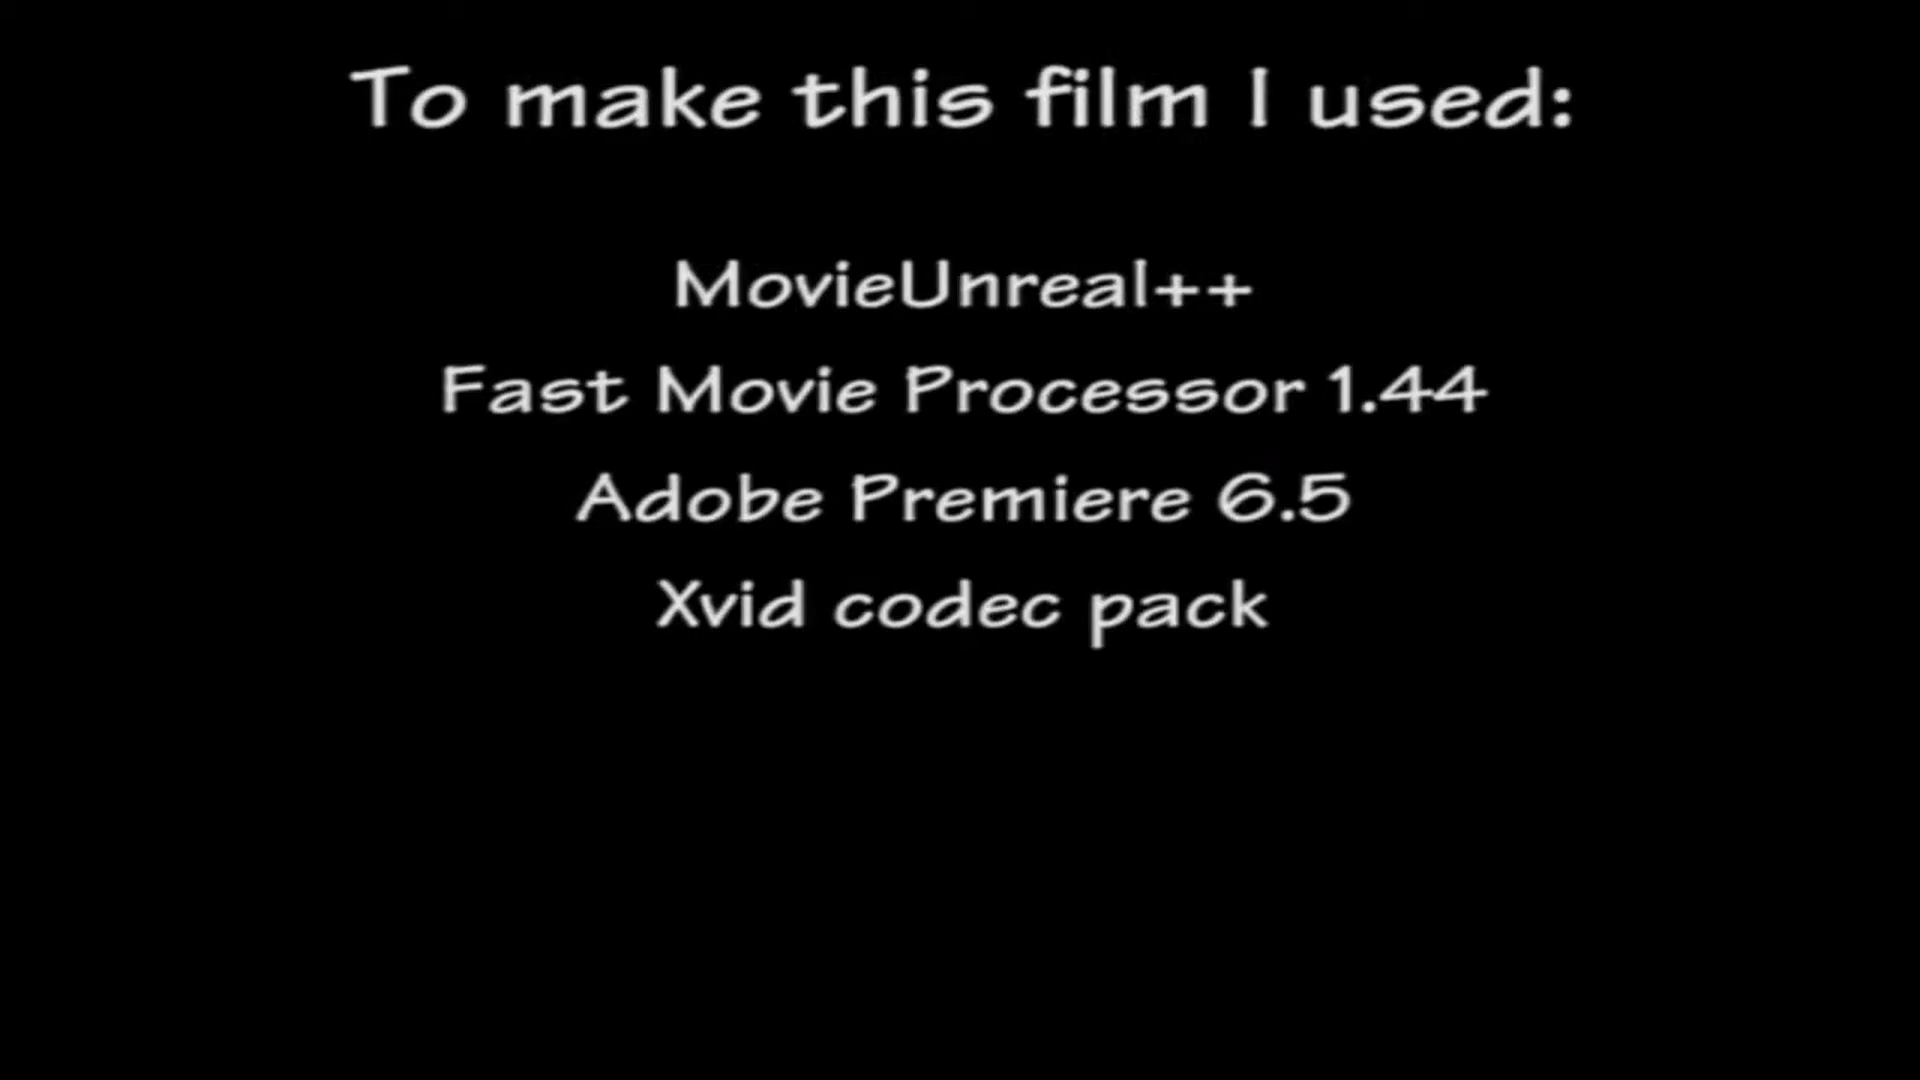 To make this film I used:
MovieUnreal++
Fast Movie Processor 1.44
Adobe Premiere 6.5
Xvid codec pack